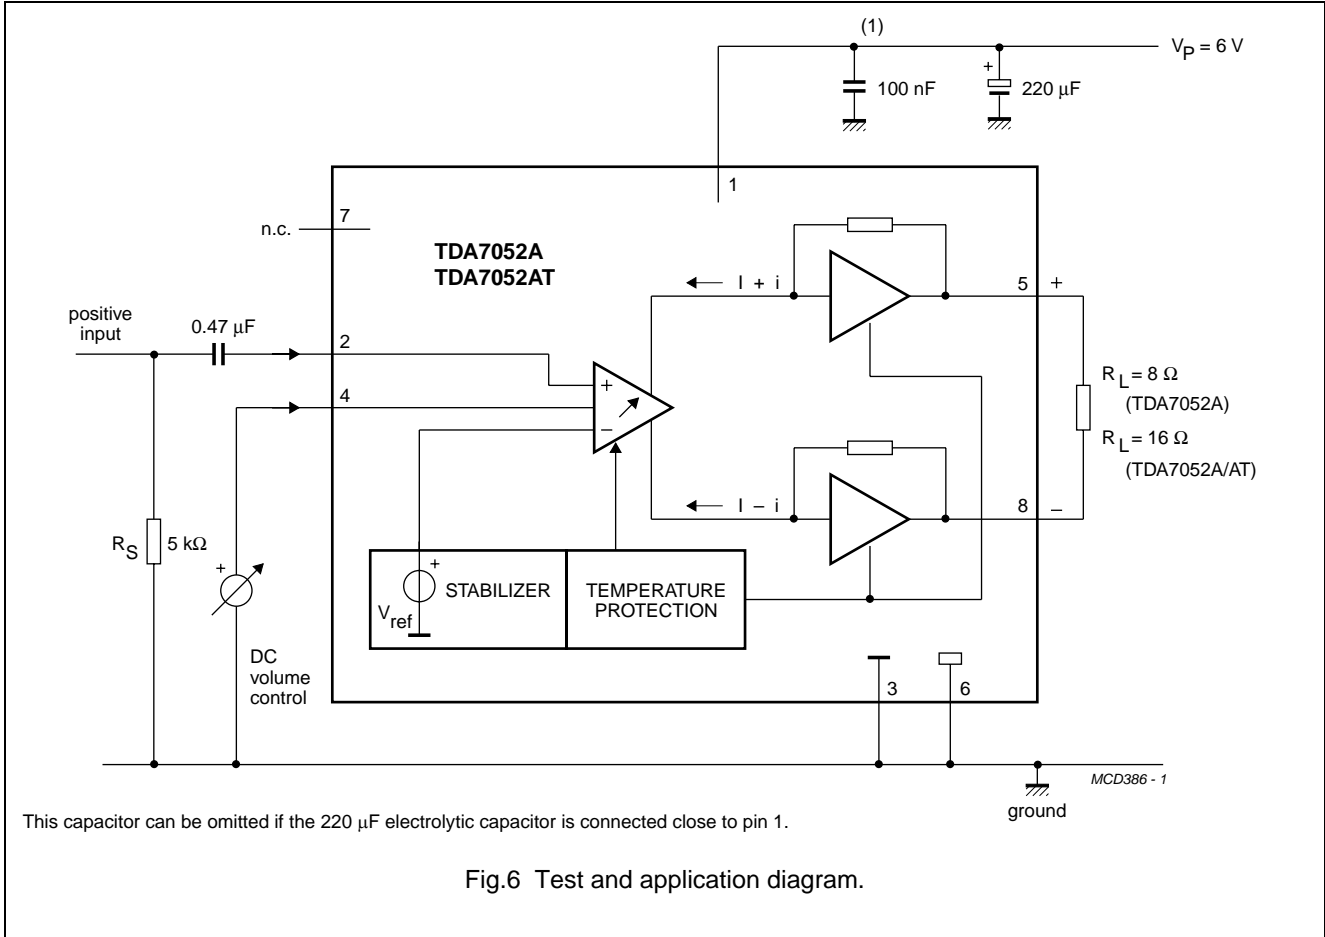 (1)
V_P = 6 V
+
100 nF
220 μF
1
7
n.c.
TDA7052A
TDA7052AT
I + i
5
+
positive
input
0.47 μF
2
+
4
−
R_L = 8 Ω
(TDA7052A)
R_L = 16 Ω
(TDA7052A/AT)
I − i
8
−
R_S
5 kΩ
+
+
V_ref
STABILIZER
TEMPERATURE
PROTECTION
DC
volume
control
3
6
MCD386 - 1
ground
This capacitor can be omitted if the 220 μF electrolytic capacitor is connected close to pin 1.
Fig.6 Test and application diagram.